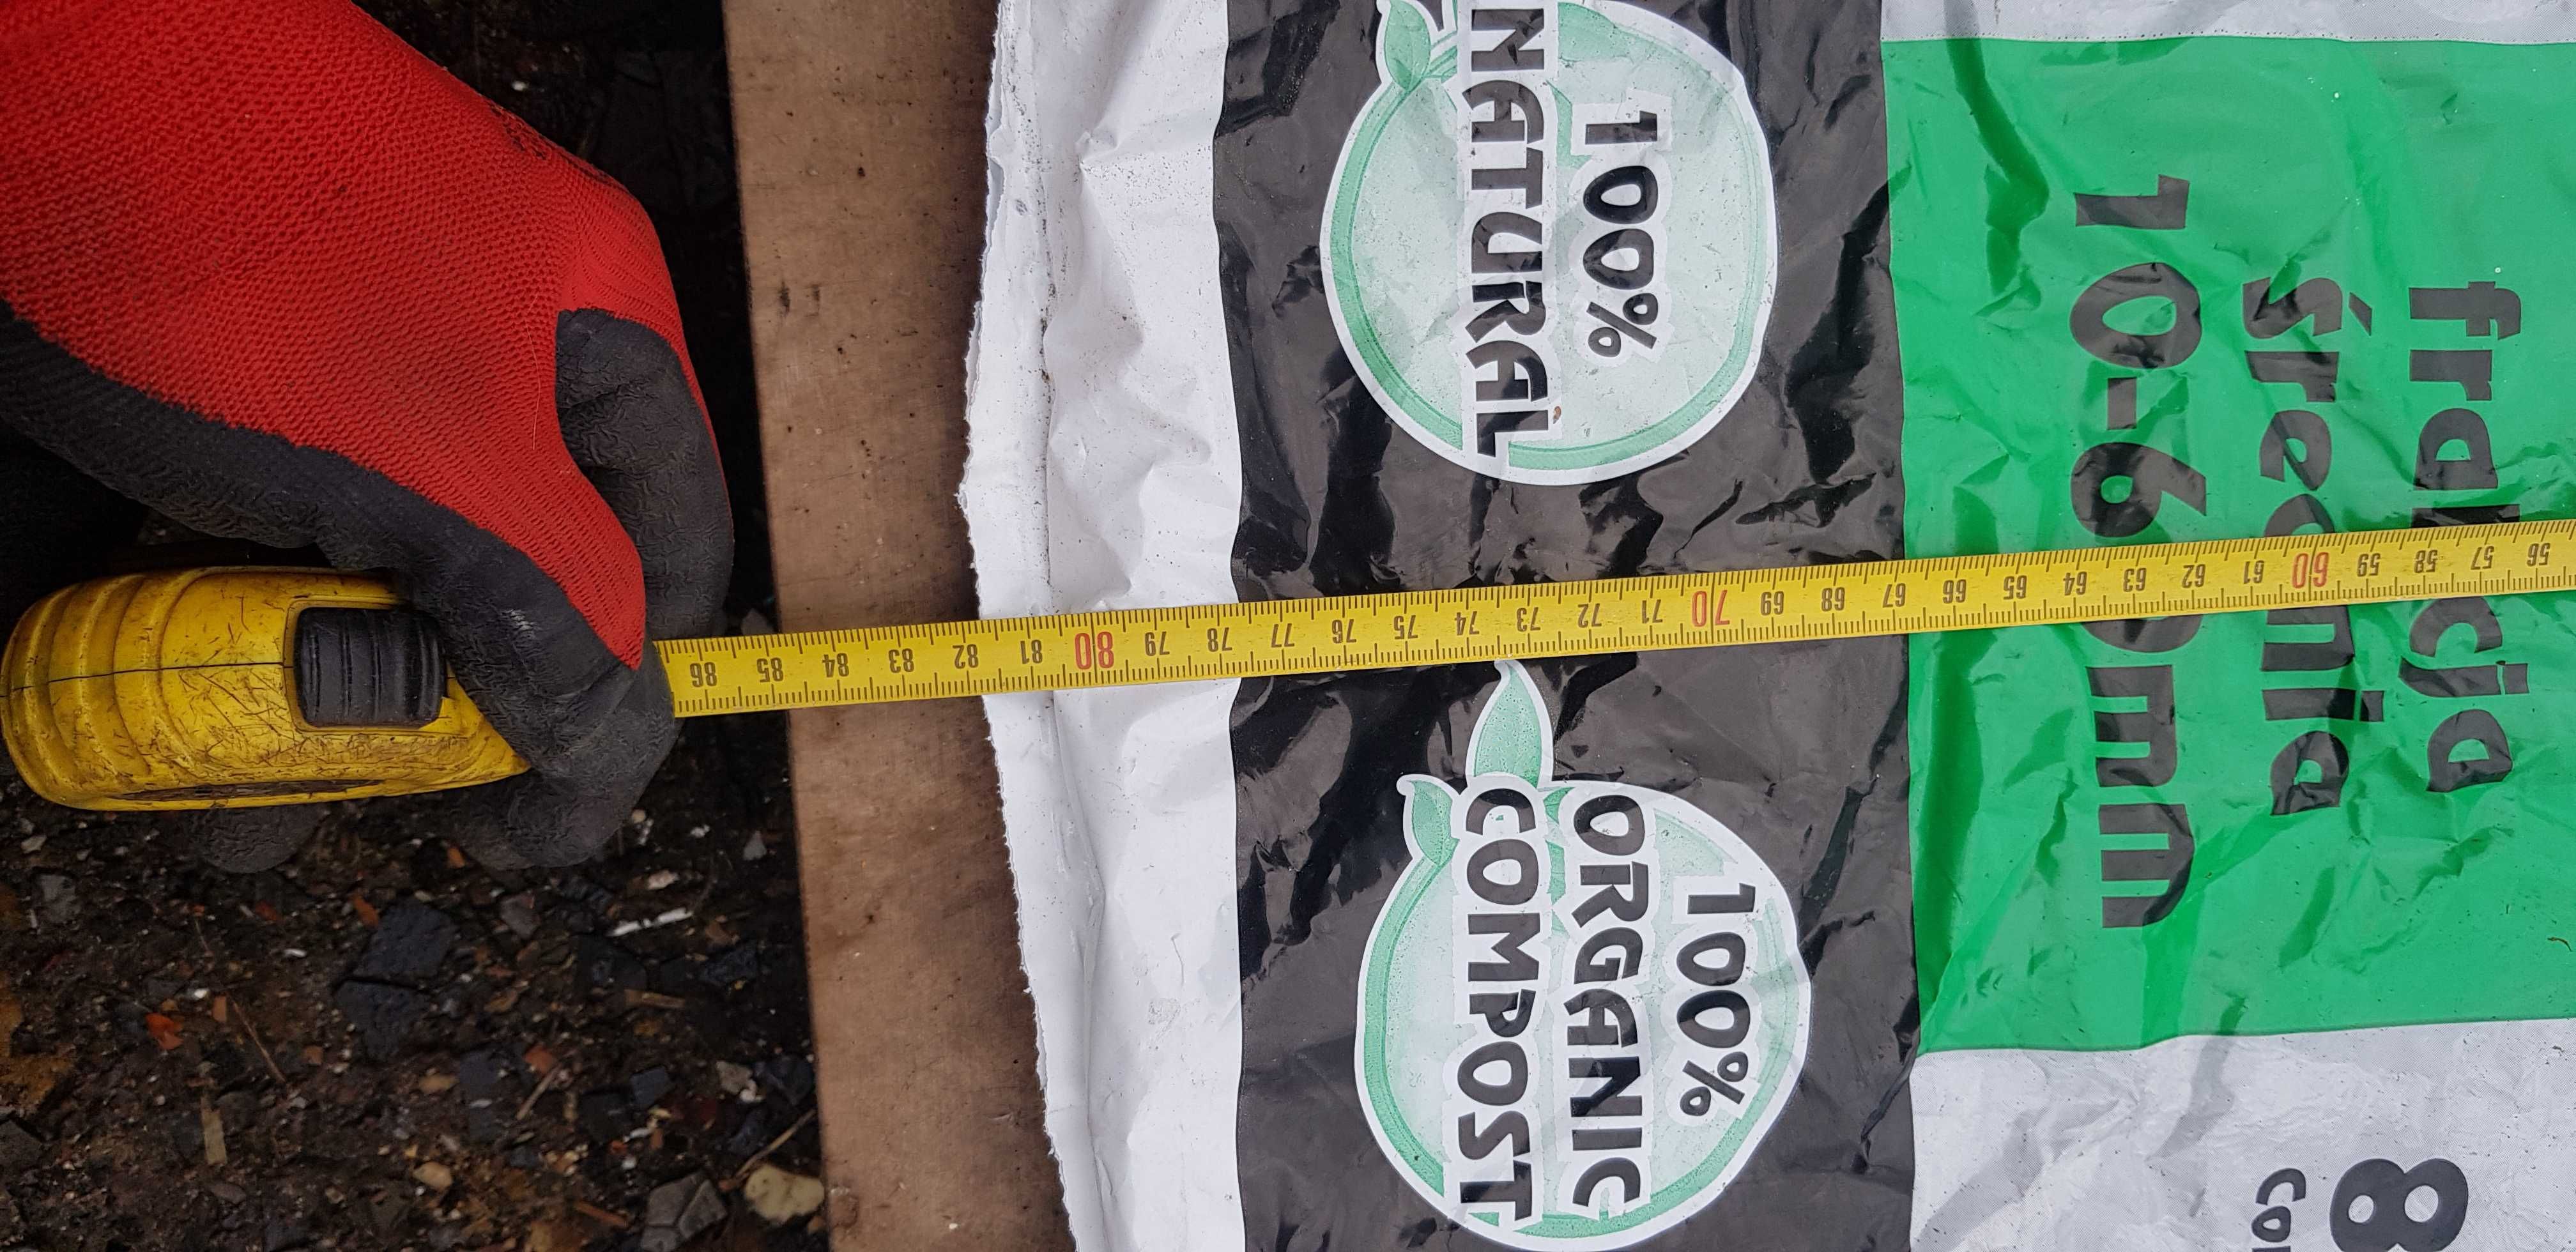 100%
NATURAL
100%
ORGANIC
COMPOST
frakcja
średnia
10-60mm
8
co
86 85 84 83 82 81 80 79 78 77 76 75 74 73 72 71 70 69 68 67 66 65 64 63 62 61 60 59 58 57 56